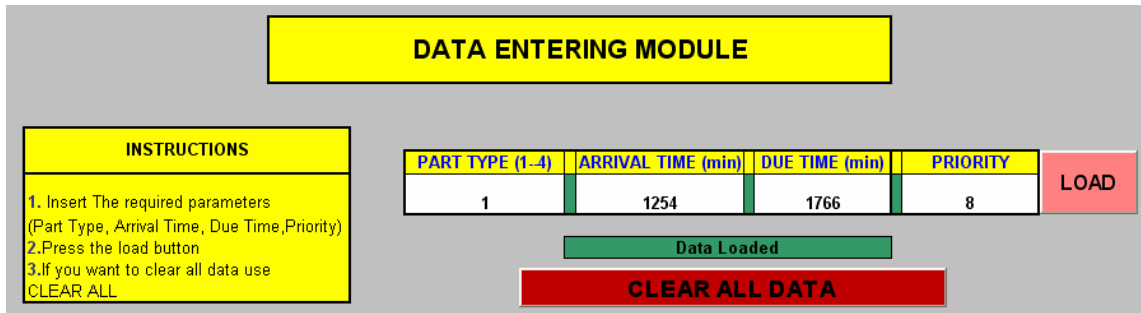 DATA ENTERING MODULE
INSTRUCTIONS
1. Insert The required parameters
(Part Type, Arrival Time, Due Time,Priority)
2.Press the load button
3.If you want to clear all data use
CLEAR ALL
PART TYPE (1--4) ARRIVAL TIME (min) DUE TIME (min) PRIORITY
1 1254 1766 8
LOAD
Data Loaded
CLEAR ALL DATA